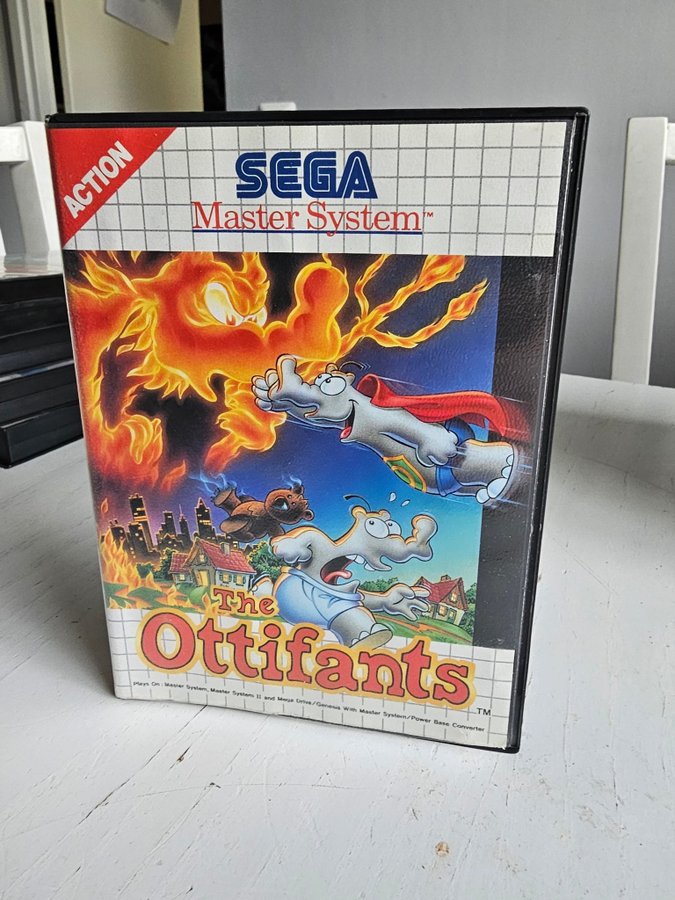 ACTION
SEGA
Master System™
The
Ottifants
TM
Plays On : Master System, Master System II and Mega Drive/Genesis With Master System/Power Base Converter